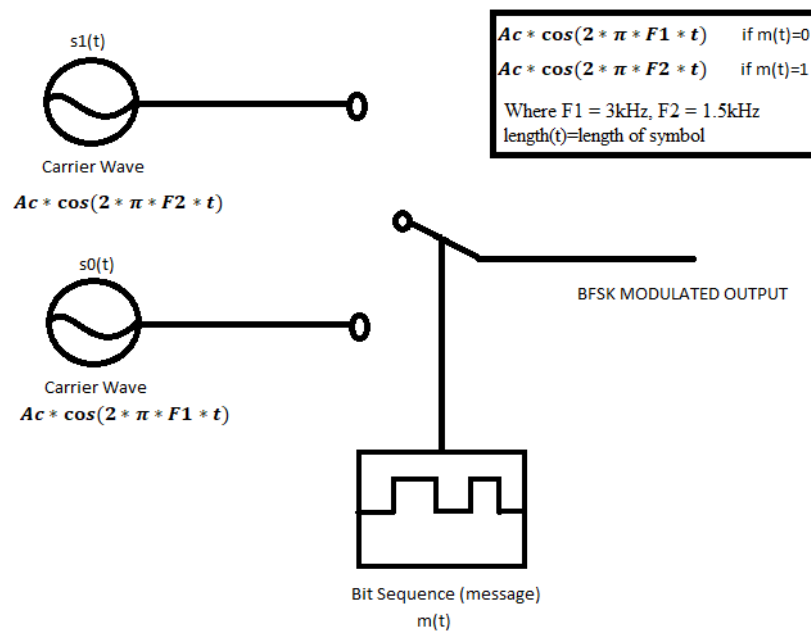 s1(t)
Carrier Wave
Ac * cos(2 * π * F2 * t)
Ac * cos(2 * π * F1 * t) if m(t)=0
Ac * cos(2 * π * F2 * t) if m(t)=1
Where F1 = 3kHz, F2 = 1.5kHz
length(t)=length of symbol
s0(t)
Carrier Wave
Ac * cos(2 * π * F1 * t)
BFSK MODULATED OUTPUT
Bit Sequence (message)
m(t)